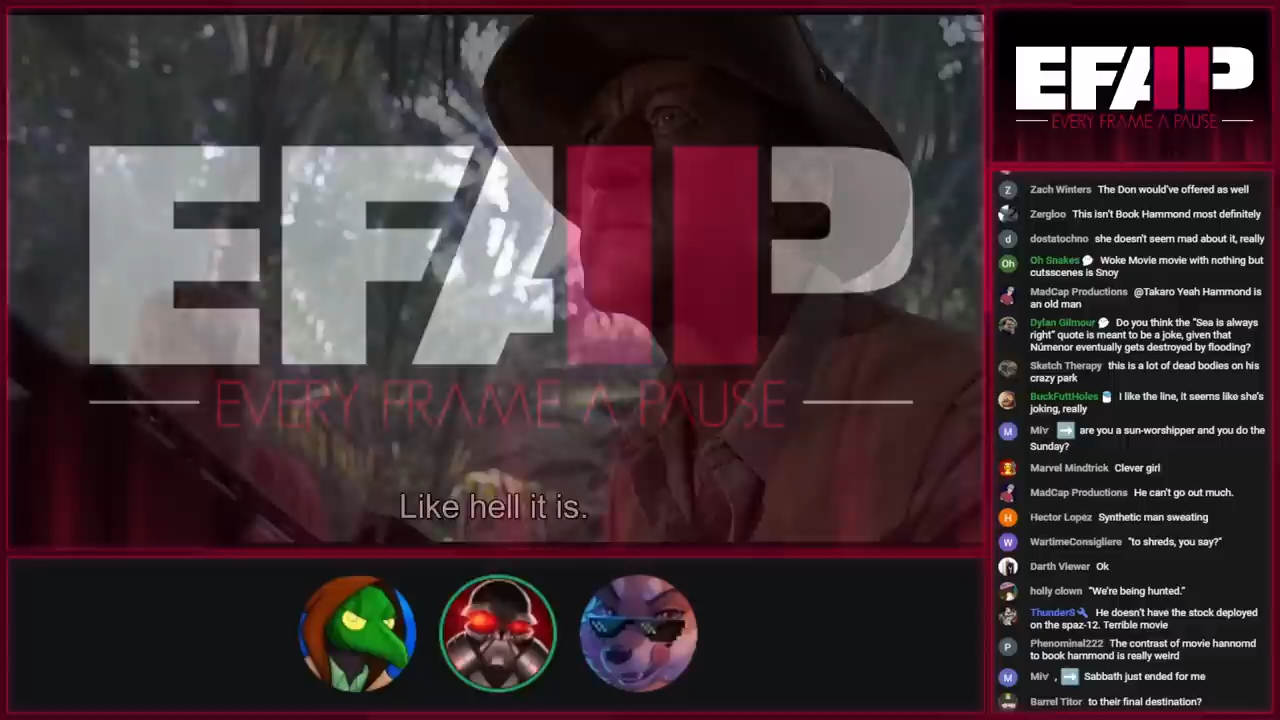 EFAP
EVERY FRAME A PAUSE
Like hell it is.
EFAP
EVERY FRAME A PAUSE
Zach Winters The Don would've offered as well
Zergloo This isn't Book Hammond most definitely
dostatochno she doesn't seem mad about it, really
Oh Snakes Woke Movie movie with nothing but
cutsscenes is Snoy
MadCap Productions @Takaro Yeah Hammond is
an old man
Dylan Gilmour Do you think the "Sea is always
right" quote is meant to be a joke, given that
Númenor eventually gets destroyed by flooding?
Sketch Therapy this is a lot of dead bodies on his
crazy park
BuckFuttHoles I like the line, it seems like she's
joking, really
Miv are you a sun-worshipper and you do the
Sunday?
Marvel Mindtrick Clever girl
MadCap Productions He can't go out much.
Hector Lopez Synthetic man sweating
WartimeConsigliere "to shreds, you say?"
Darth Viewer Ok
holly clown "We're being hunted."
ThunderS He doesn't have the stock deployed
on the spaz-12. Terrible movie
Phenominal222 The contrast of movie hannomd
to book hammond is really weird
Miv , Sabbath just ended for me
Barrel Titor to their final destination?